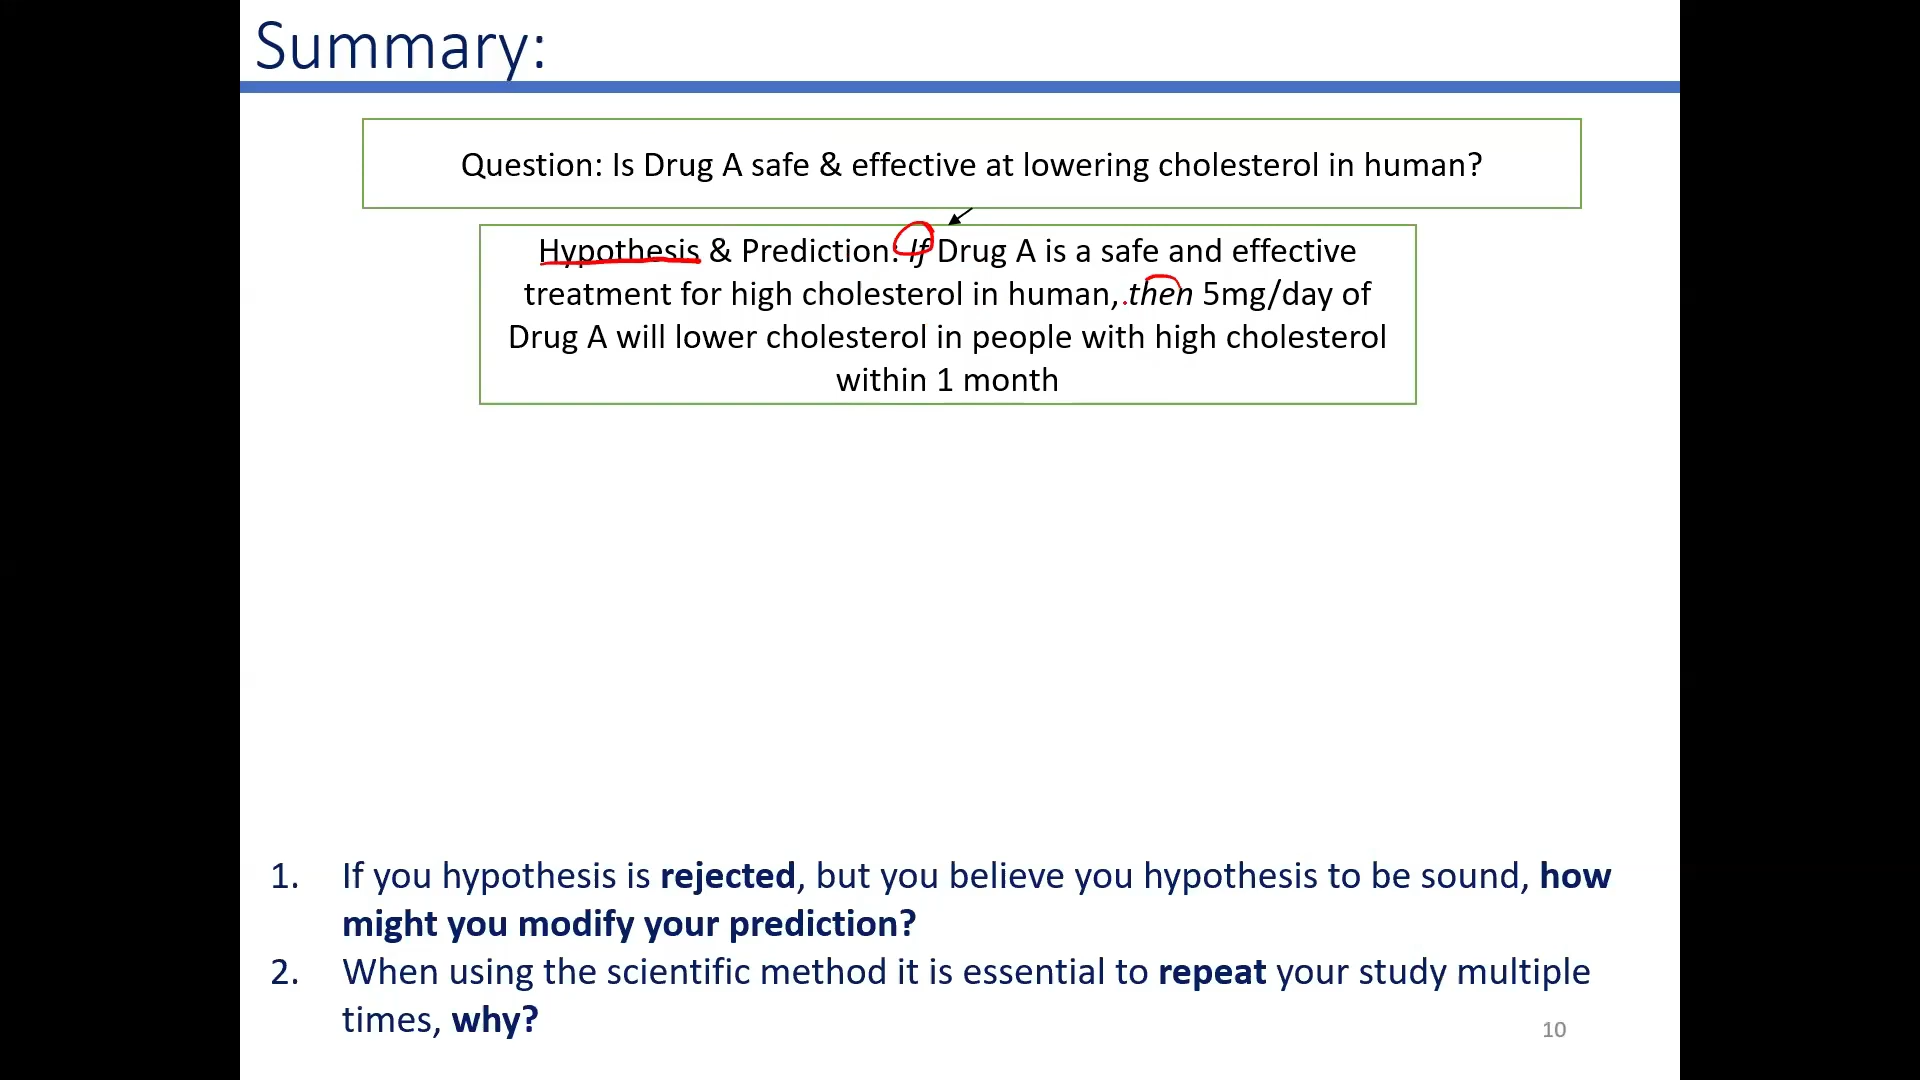 Summary:
Question: Is Drug A safe & effective at lowering cholesterol in human?
Hypothesis & Prediction: If Drug A is a safe and effective
treatment for high cholesterol in human, then 5mg/day of
Drug A will lower cholesterol in people with high cholesterol
within 1 month
1. If you hypothesis is rejected, but you believe you hypothesis to be sound, how
might you modify your prediction?
2. When using the scientific method it is essential to repeat your study multiple
times, why?
10